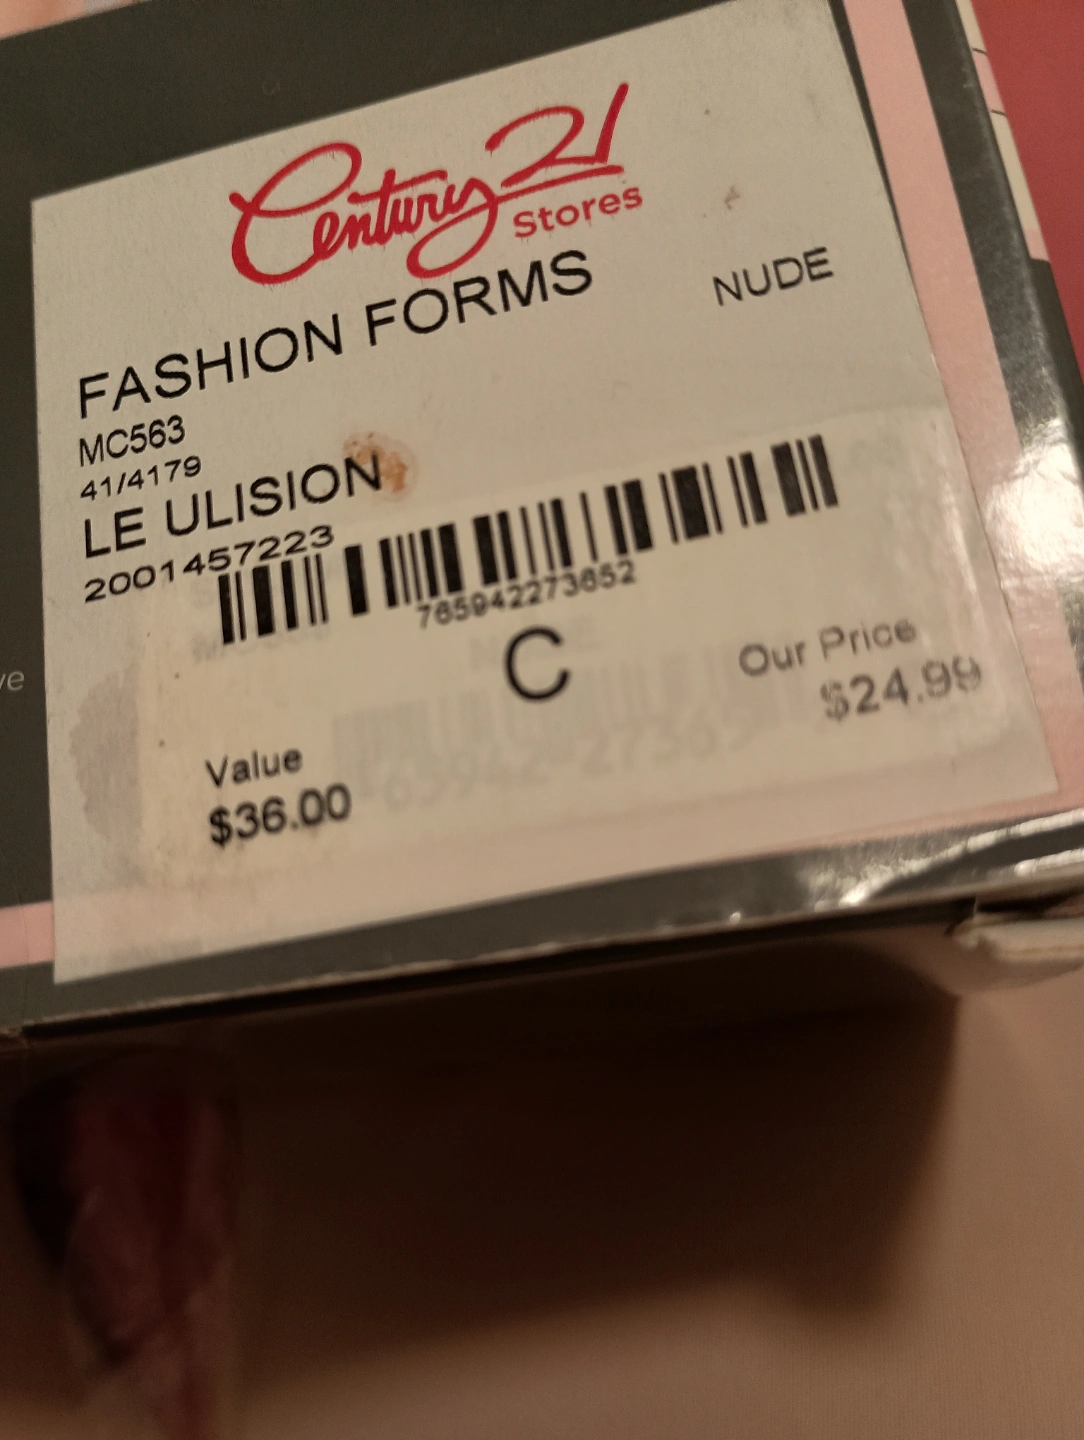 Century 21
Stores
FASHION FORMS
NUDE
MC563
41/4179
LE ULISION
2001457223
765942273652
C
Our Price
$24.99
Value
$36.00